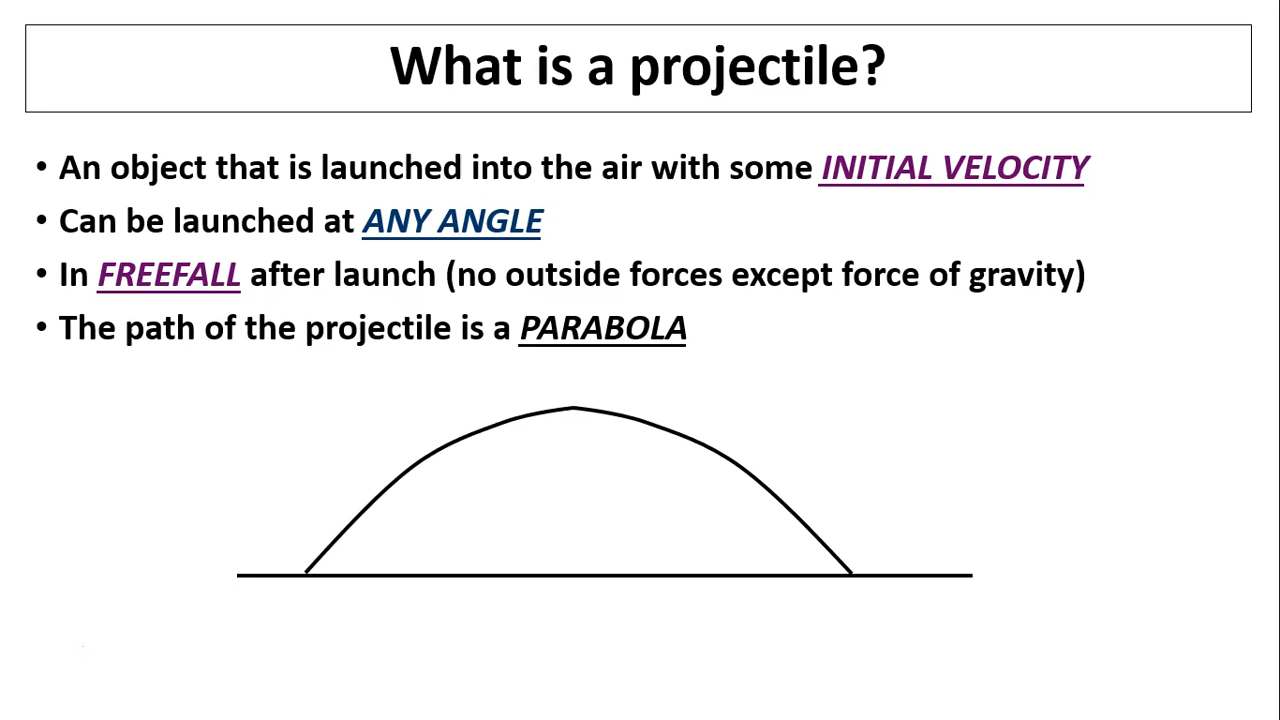 What is a projectile?
• An object that is launched into the air with some INITIAL VELOCITY
• Can be launched at ANY ANGLE
• In FREEFALL after launch (no outside forces except force of gravity)
• The path of the projectile is a PARABOLA